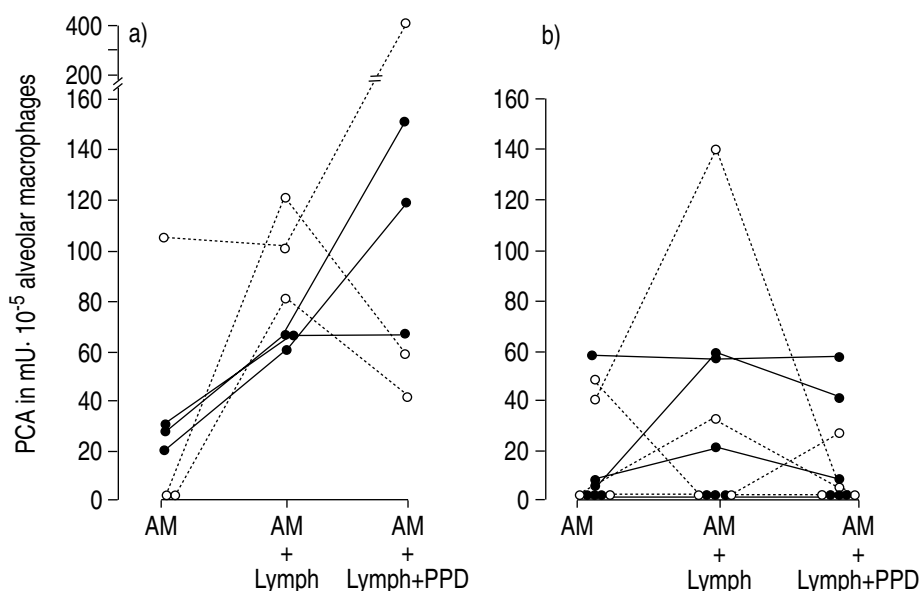 a)
PCA in mU· 10⁻⁵ alveolar macrophages
400
200
160
140
120
100
80
60
40
20
0
AM
AM
+
Lymph
AM
+
Lymph+PPD
b)
160
140
120
100
80
60
40
20
0
AM
AM
+
Lymph
AM
+
Lymph+PPD